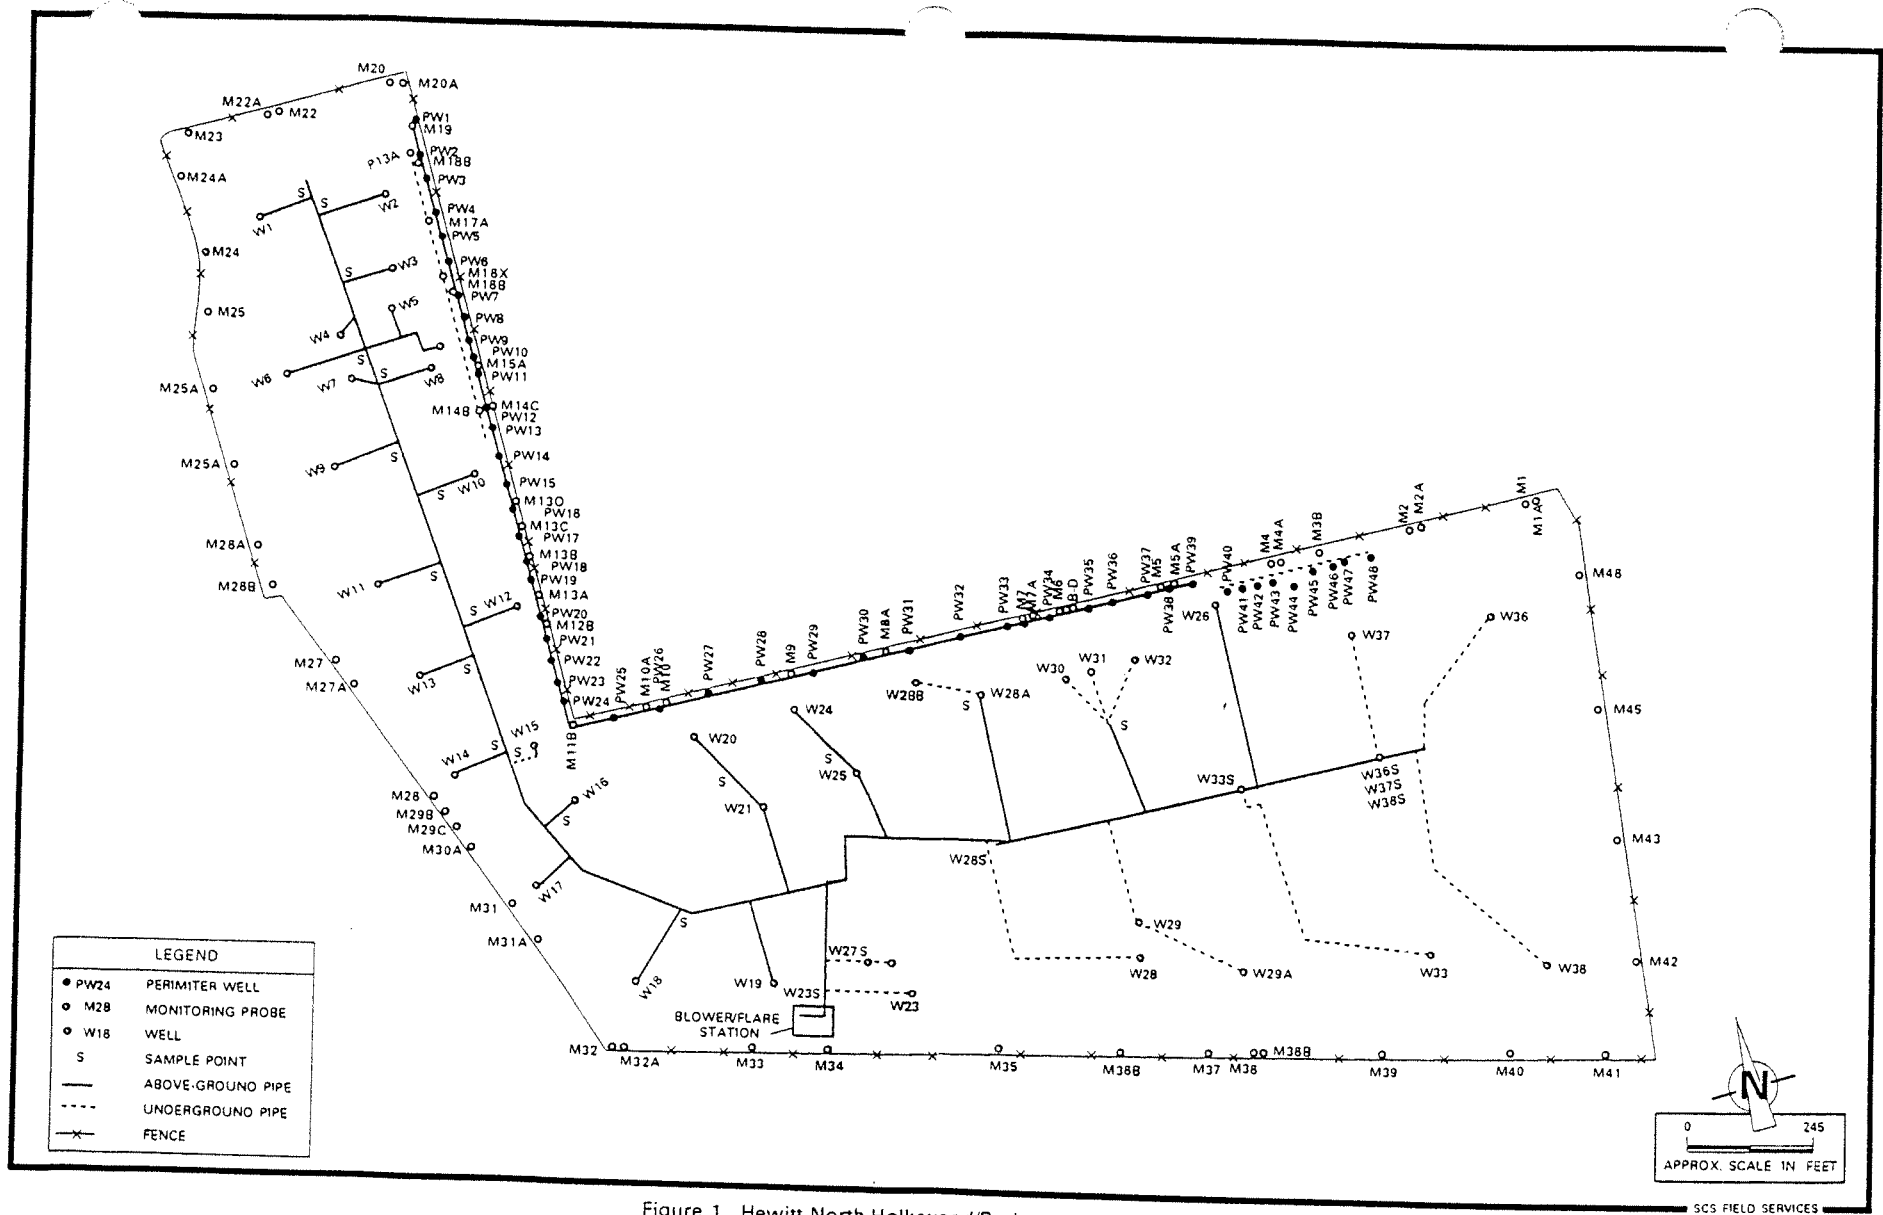 M20
M20A
M22A
M22
M23
PW1
M19
P13A
PW2
M18B
M24A
PW3
S
S
W2
W1
PW4
M17A
PW5
M24
PW6
S
W3
M18X
M18B
PW7
W5
M25
PW8
W4
PW9
PW10
S
M15A
W6
W7
S
W8
PW11
M25A
M14B
M14C
PW12
PW13
S
PW14
M25A
W9
S
W10
PW15
M13O
PW16
M13C
PW17
M28A
M13B
S
PW18
M28B
W11
PW19
M13A
S
W12
PW20
M12B
PW21
M27
S
PW22
M27A
W13
PW23
PW24
M11B
PW25
M10A
PW26
M10
PW27
PW28
M9
PW29
PW30
M8A
PW31
PW32
PW33
M7
M7A
PW34
M6
B-D
PW35
PW36
PW37
M5
M5A
PW38
PW39
PW40
PW41
M4
M4A
PW42
PW43
PW44
M3B
PW45
PW46
PW47
PW48
M2
M2A
M1
M1A
M48
W26
W37
W36
W30
W31
W32
W28B
W28A
S
S
M45
W24
W20
S
W25
S
W21
W15
S
S
W14
W16
S
M28
M29B
M29C
M30A
W17
M31
M31A
S
W18
W33S
W36S
W37S
W38S
M43
W28S
W29
W27S
W28
W29A
W33
W38
M42
W19
W23S
W23
BLOWER/FLARE
STATION
M32
M32A
M33
M34
M35
M36B
M37
M38
M38B
M39
M40
M41
LEGEND
PW24 PERIMITER WELL
M28 MONITORING PROBE
W18 WELL
S SAMPLE POINT
ABOVE-GROUND PIPE
UNDERGROUND PIPE
FENCE
N
0 245
APPROX. SCALE IN FEET
SCS FIELD SERVICES
Figure 1. Hewitt North Hollywood